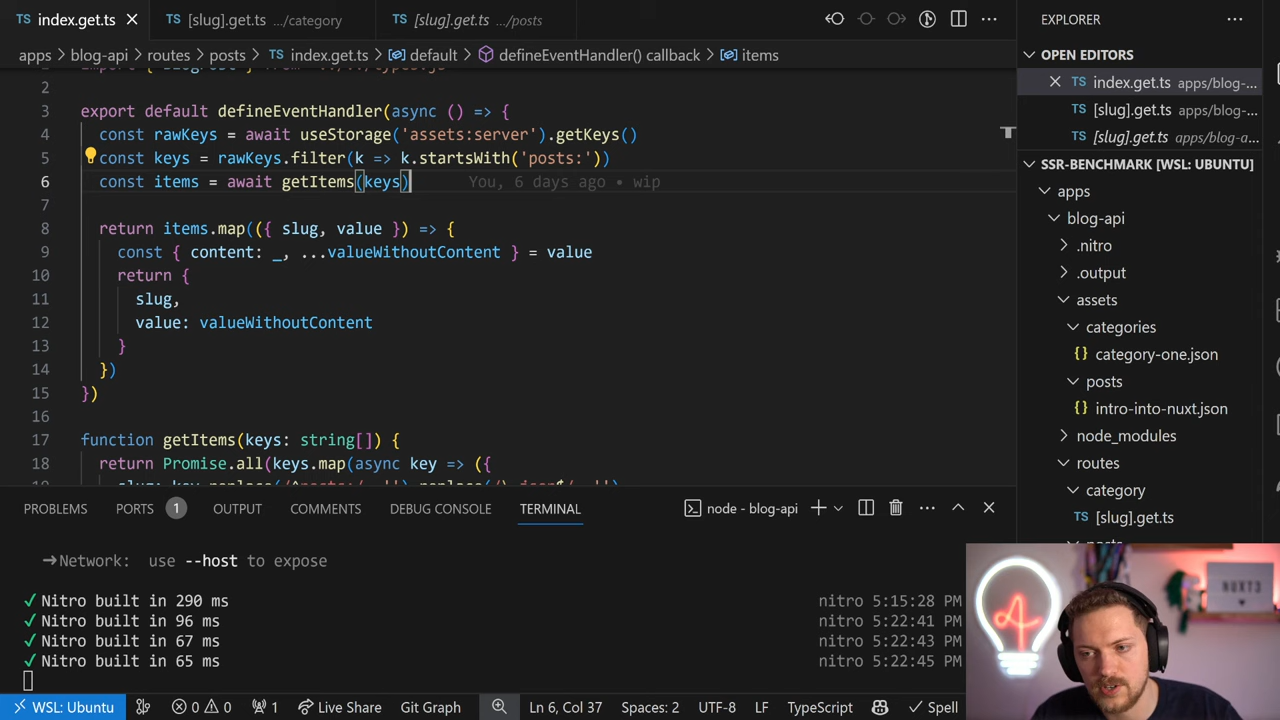 index.get.ts
[slug].get.ts .../category
[slug].get.ts .../posts
apps > blog-api > routes > posts > index.get.ts > default > defineEventHandler() callback > items
2
3 export default defineEventHandler(async () => {
4 const rawKeys = await useStorage('assets:server').getKeys()
5 const keys = rawKeys.filter(k => k.startsWith('posts:'))
6 const items = await getItems(keys) You, 6 days ago • wip
7
8 return items.map(({ slug, value }) => {
9 const { content: _, ...valueWithoutContent } = value
10 return {
11 slug,
12 value: valueWithoutContent
13 }
14 })
15 })
16
17 function getItems(keys: string[]) {
18 return Promise.all(keys.map(async key => ({
EXPLORER
OPEN EDITORS
TS index.get.ts apps/blog-...
TS [slug].get.ts apps/blog-...
TS [slug].get.ts apps/blog-a...
SSR-BENCHMARK [WSL: UBUNTU]
apps
blog-api
.nitro
.output
assets
categories
{} category-one.json
posts
{} intro-into-nuxt.json
node_modules
routes
category
TS [slug].get.ts
PROBLEMS PORTS 1 OUTPUT COMMENTS DEBUG CONSOLE TERMINAL node - blog-api
➜ Network: use --host to expose
✓ Nitro built in 290 ms nitro 5:15:28 PM
✓ Nitro built in 96 ms nitro 5:22:41 PM
✓ Nitro built in 67 ms nitro 5:22:43 PM
✓ Nitro built in 65 ms nitro 5:22:45 PM
NUXT3
WSL: Ubuntu 0 0 1 Live Share Git Graph Ln 6, Col 37 Spaces: 2 UTF-8 LF TypeScript Spell